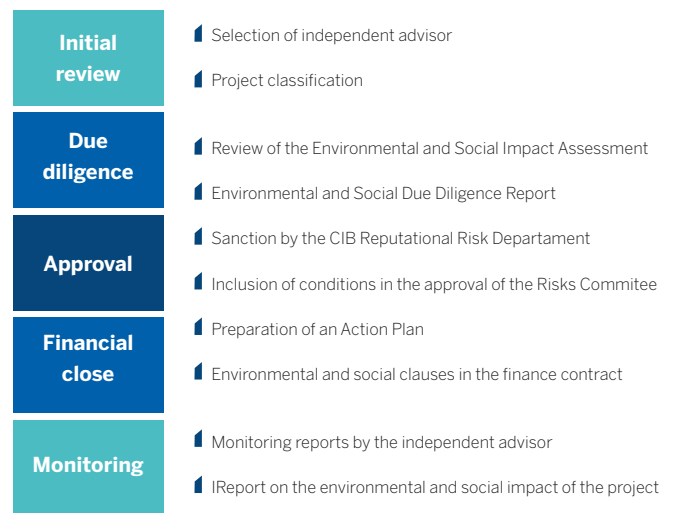 Initial
review
Selection of independent advisor
Project classification
Due
diligence
Review of the Environmental and Social Impact Assessment
Environmental and Social Due Diligence Report
Approval
Sanction by the CIB Reputational Risk Departament
Inclusion of conditions in the approval of the Risks Commitee
Financial
close
Preparation of an Action Plan
Environmental and social clauses in the finance contract
Monitoring
Monitoring reports by the independent advisor
IReport on the environmental and social impact of the project